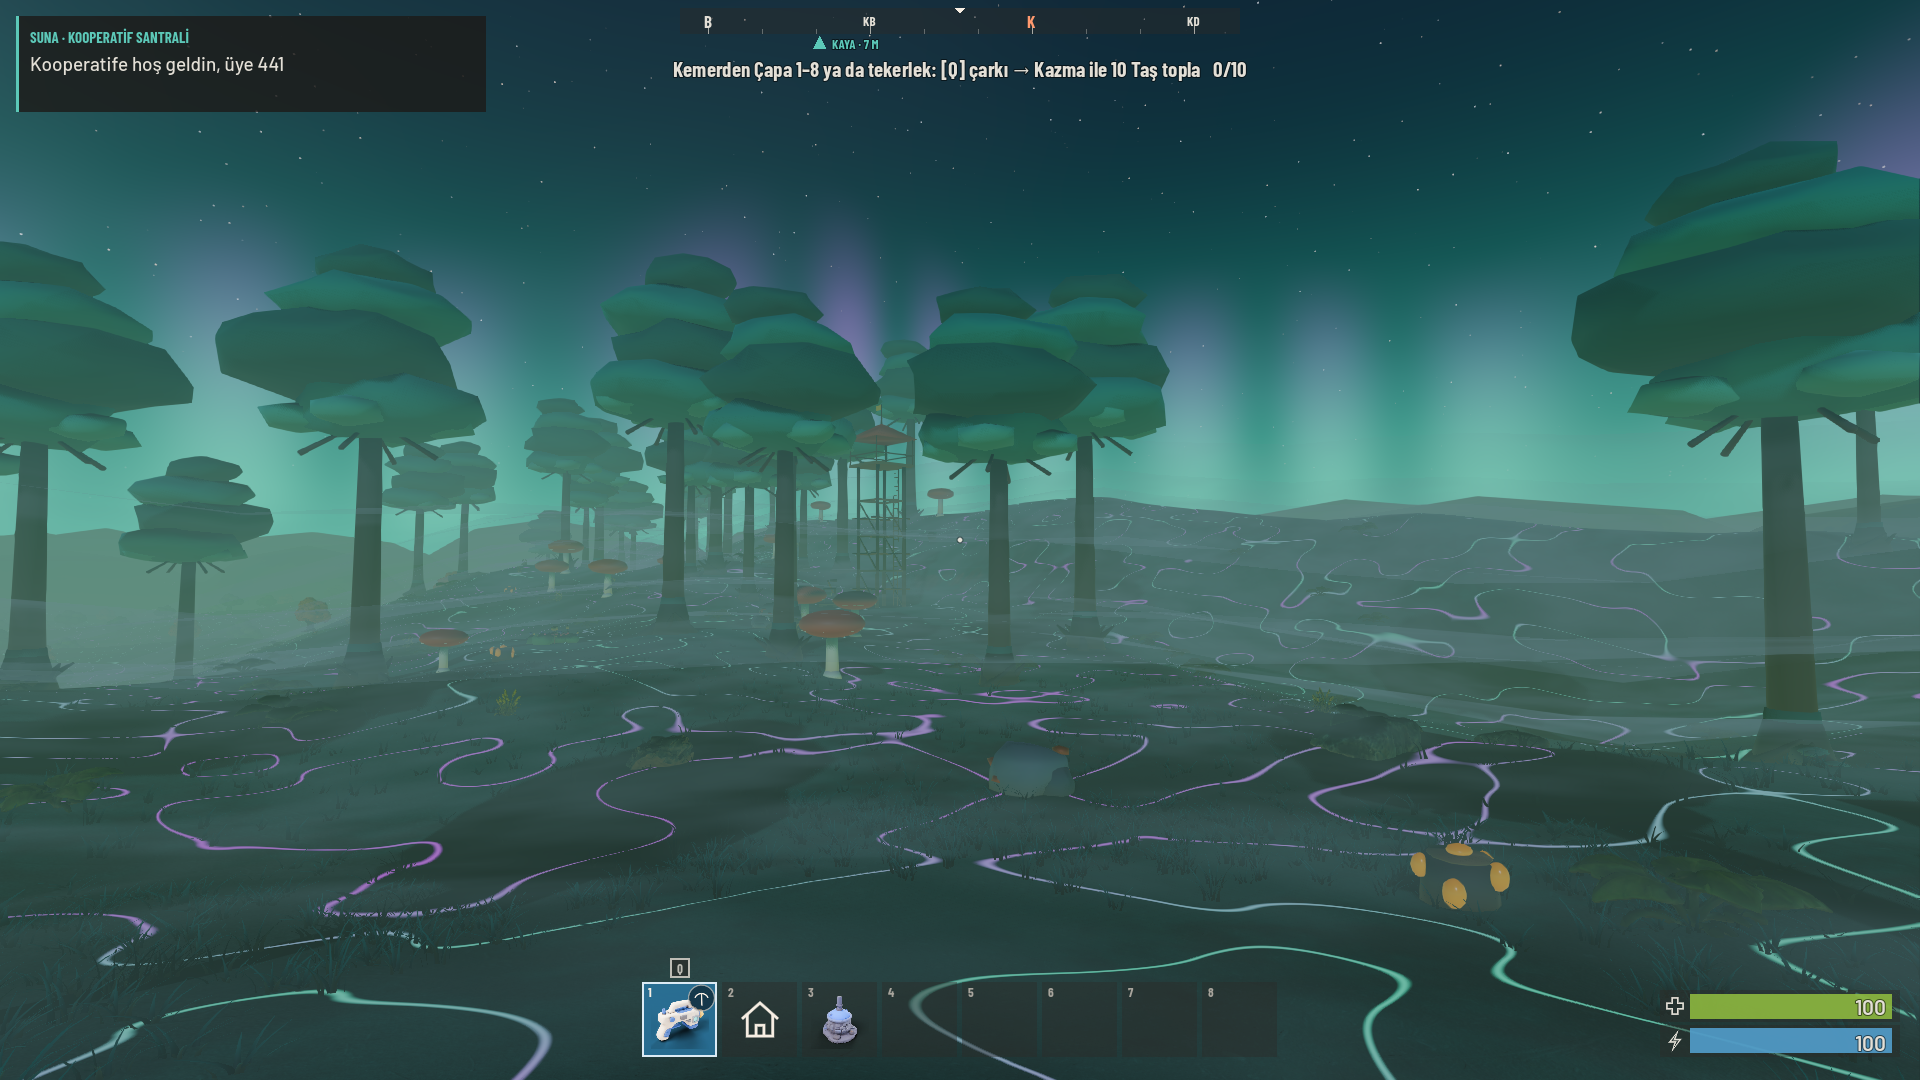 SUNA · KOOPERATİF SANTRALİ
Kooperatife hoş geldin, üye 441
B KB K KD
KAYA · 7 M
Kemerden Çapa 1-8 ya da tekerlek: [Q] çarkı → Kazma ile 10 Taş topla 0/10
Q
1 2 3 4 5 6 7 8
100
100